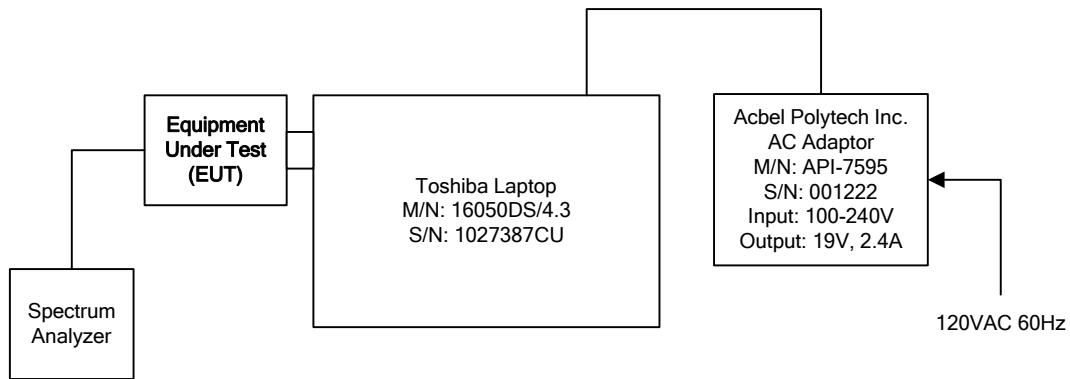 Equipment
Under Test
(EUT)
Toshiba Laptop
M/N: 16050DS/4.3
S/N: 1027387CU
Acbel Polytech Inc.
AC Adaptor
M/N: API-7595
S/N: 001222
Input: 100-240V
Output: 19V, 2.4A
Spectrum
Analyzer
120VAC 60Hz